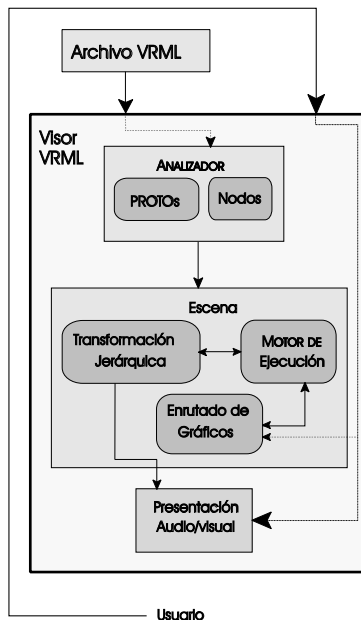 Archivo VRML
Visor
VRML
ANALIZADOR
PROTOs
Nodos
Escena
Transformación
Jerárquica
MOTOR DE
Ejecución
Enrutado de
Gráficos
Presentación
Audio/visual
Usuario